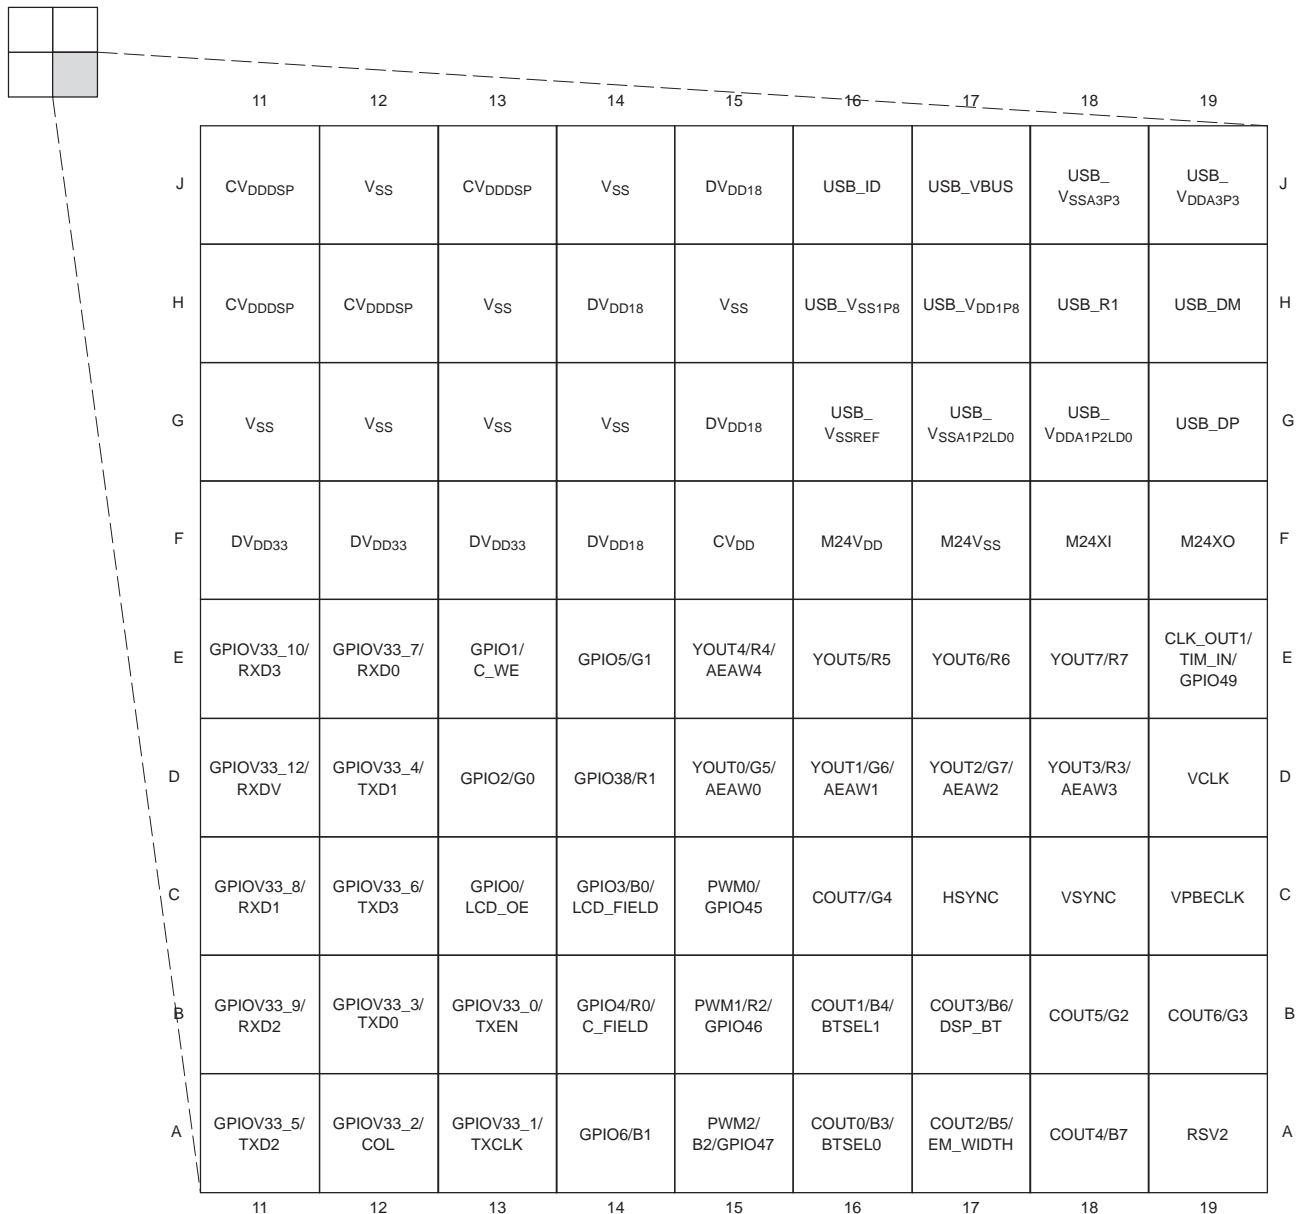 11 12 13 14 15 16 17 18 19
J CVDDDSP VSS CVDDDSP VSS DVDD18 USB_ID USB_VBUS USB_ VSSA3P3 USB_ VDDA3P3 J
H CVDDDSP CVDDDSP VSS DVDD18 VSS USB_VSS1P8 USB_VDD1P8 USB_R1 USB_DM H
G VSS VSS VSS VSS DVDD18 USB_ VSSREF USB_ VSSA1P2LD0 USB_ VDDA1P2LD0 USB_DP G
F DVDD33 DVDD33 DVDD33 DVDD18 CVDD M24VDD M24VSS M24XI M24XO F
E GPIOV33_10/ RXD3 GPIOV33_7/ RXD0 GPIO1/ C_WE GPIO5/G1 YOUT4/R4/ AEAW4 YOUT5/R5 YOUT6/R6 YOUT7/R7 CLK_OUT1/ TIM_IN/ GPIO49 E
D GPIOV33_12/ RXDV GPIOV33_4/ TXD1 GPIO2/G0 GPIO38/R1 YOUT0/G5/ AEAW0 YOUT1/G6/ AEAW1 YOUT2/G7/ AEAW2 YOUT3/R3/ AEAW3 VCLK D
C GPIOV33_8/ RXD1 GPIOV33_6/ TXD3 GPIO0/ LCD_OE GPIO3/B0/ LCD_FIELD PWM0/ GPIO45 COUT7/G4 HSYNC VSYNC VPBECLK C
B GPIOV33_9/ RXD2 GPIOV33_3/ TXD0 GPIOV33_0/ TXEN GPIO4/R0/ C_FIELD PWM1/R2/ GPIO46 COUT1/B4/ BTSEL1 COUT3/B6/ DSP_BT COUT5/G2 COUT6/G3 B
A GPIOV33_5/ TXD2 GPIOV33_2/ COL GPIOV33_1/ TXCLK GPIO6/B1 PWM2/ B2/GPIO47 COUT0/B3/ BTSEL0 COUT2/B5/ EM_WIDTH COUT4/B7 RSV2 A
11 12 13 14 15 16 17 18 19